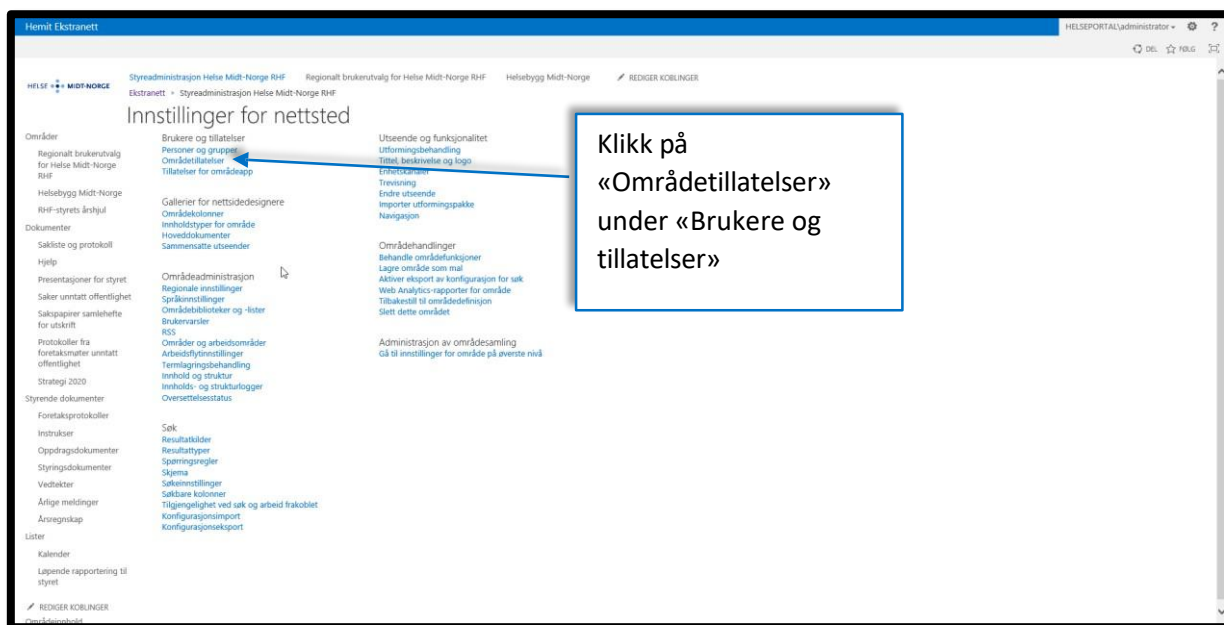 Hemit Ekstranett
HELSEPORTAL\administrator
?
DEL
FØLG
HELSE MIDT-NORGE
Styreadministrasjon Helse Midt-Norge RHF
Regionalt brukerutvalg for Helse Midt-Norge RHF
Helsebygg Midt-Norge
REDIGER KOBLINGER
Ekstranett
Styreadministrasjon Helse Midt-Norge RHF
Innstillinger for nettsted
Områder
Regionalt brukerutvalg
for Helse Midt-Norge
RHF
Helsebygg Midt-Norge
RHF-styrets årshjul
Dokumenter
Sakliste og protokoll
Hjelp
Presentasjoner for styret
Saker unntatt offentlighet
Sakspapirer samlehefte
for utskrift
Protokoller fra
foretaksmøter unntatt
offentlighet
Strategi 2020
Styrende dokumenter
Foretaksprotokoller
Instrukser
Oppdragsdokumenter
Styringsdokumenter
Vedtekter
Årlige meldinger
Årsregnskap
Lister
Kalender
Løpende rapportering til
styret
REDIGER KOBLINGER
Områdeinnhold
Brukere og tillatelser
Personer og grupper
Områdetillatelser
Tillatelser for områdeapp
Gallerier for nettsidedesignere
Områdekolonner
Innholdstyper for område
Hoveddokumenter
Sammensatte utseender
Områdeadministrasjon
Regionale innstillinger
Språkinnstillinger
Områdebiblioteker og -lister
Brukervarsler
RSS
Områder og arbeidsområder
Arbeidsflytinnstillinger
Termlagringsbehandling
Innhold og struktur
Innholds- og strukturlogger
Oversettelsesstatus
Søk
Resultatkilder
Resultattyper
Spørringsregler
Skjema
Søkeinnstillinger
Søkbare kolonner
Tilgjengelighet ved søk og arbeid frakoblet
Konfigurasjonsimport
Konfigurasjonseksport
Utseende og funksjonalitet
Utformingsbehandling
Tittel, beskrivelse og logo
Enhetskanaler
Trevisning
Endre utseende
Importer utformingspakke
Navigasjon
Områdehandlinger
Behandle områdefunksjoner
Lagre område som mal
Aktiver eksport av konfigurasjon for søk
Web Analytics-rapporter for område
Tilbakestill til områdedefinisjon
Slett dette området
Administrasjon av områdesamling
Gå til innstillinger for område på øverste nivå
Klikk på
«Områdetillatelser»
under «Brukere og
tillatelser»